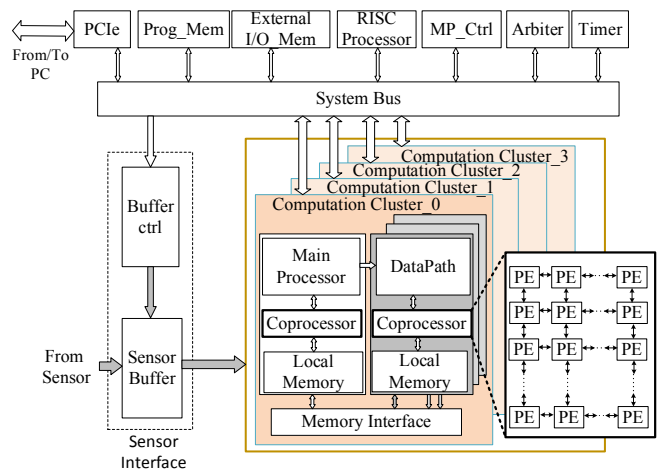 PCIe Prog_Mem External I/O_Mem RISC Processor MP_Ctrl Arbiter Timer
From/To
PC
System Bus
Computation Cluster_3
Computation Cluster_2
Computation Cluster_1
Computation Cluster_0
Buffer
ctrl
Main
Processor
DataPath
Coprocessor
Coprocessor
Local
Memory
Local
Memory
Memory Interface
From
Sensor
Sensor
Buffer
Sensor
Interface
PE PE ... PE
PE PE ... PE
PE PE ... PE
PE PE ... PE